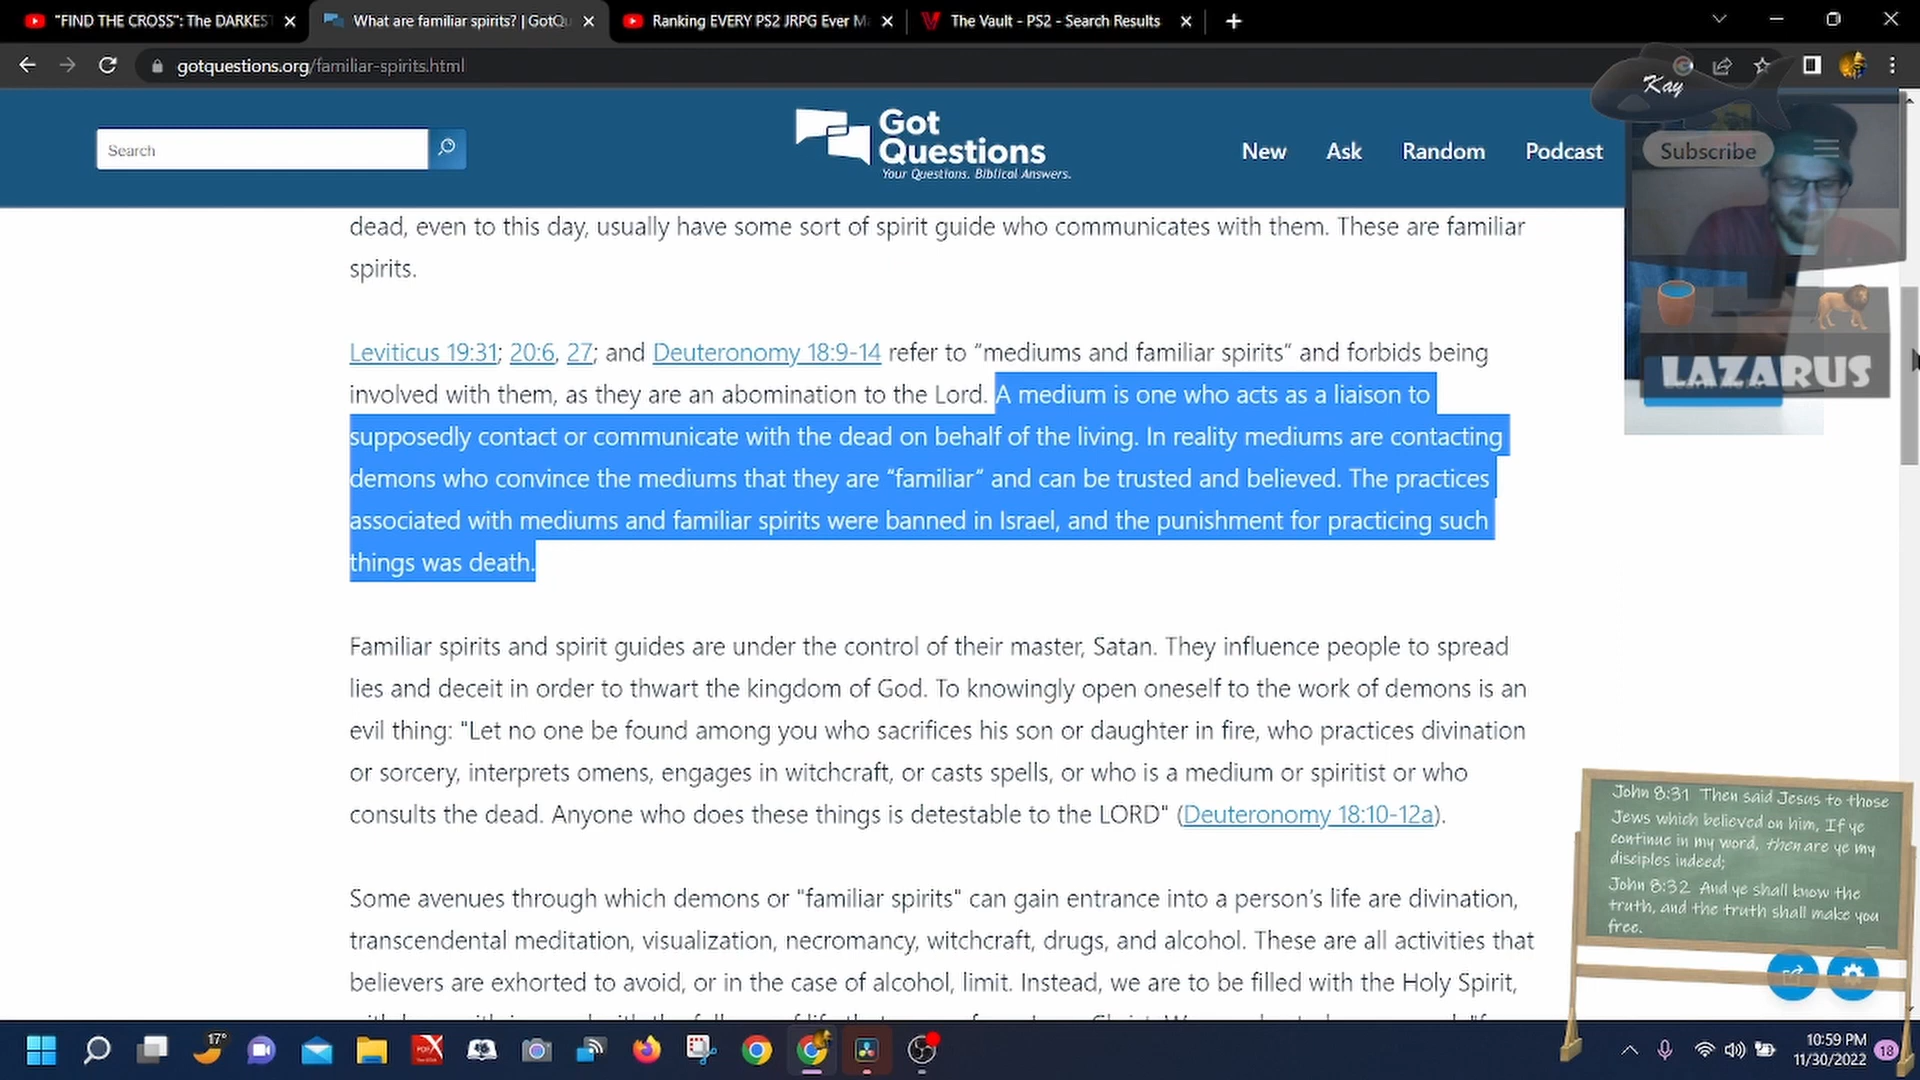 "FIND THE CROSS": The DARKEST
What are familiar spirits? | GotQu
Ranking EVERY PS2 JRPG Ever Ma
The Vault - PS2 - Search Results
gotquestions.org/familiar-spirits.html
Kay
Search
Got
Questions
Your Questions. Biblical Answers.
New
Ask
Random
Podcast
Subscribe
dead, even to this day, usually have some sort of spirit guide who communicates with them. These are familiar
spirits.
Leviticus 19:31; 20:6, 27; and Deuteronomy 18:9-14 refer to “mediums and familiar spirits” and forbids being
involved with them, as they are an abomination to the Lord. A medium is one who acts as a liaison to
supposedly contact or communicate with the dead on behalf of the living. In reality mediums are contacting
demons who convince the mediums that they are “familiar” and can be trusted and believed. The practices
associated with mediums and familiar spirits were banned in Israel, and the punishment for practicing such
things was death.
LAZARUS
Familiar spirits and spirit guides are under the control of their master, Satan. They influence people to spread
lies and deceit in order to thwart the kingdom of God. To knowingly open oneself to the work of demons is an
evil thing: "Let no one be found among you who sacrifices his son or daughter in fire, who practices divination
or sorcery, interprets omens, engages in witchcraft, or casts spells, or who is a medium or spiritist or who
consults the dead. Anyone who does these things is detestable to the LORD" (Deuteronomy 18:10-12a).
Some avenues through which demons or "familiar spirits" can gain entrance into a person’s life are divination,
transcendental meditation, visualization, necromancy, witchcraft, drugs, and alcohol. These are all activities that
believers are exhorted to avoid, or in the case of alcohol, limit. Instead, we are to be filled with the Holy Spirit,
John 8:31 Then said Jesus to those
Jews which believed on him, If ye
continue in my word, then are ye my
disciples indeed;
John 8:32 And ye shall know the
truth, and the truth shall make you
free.
17°
10:59 PM
11/30/2022
18